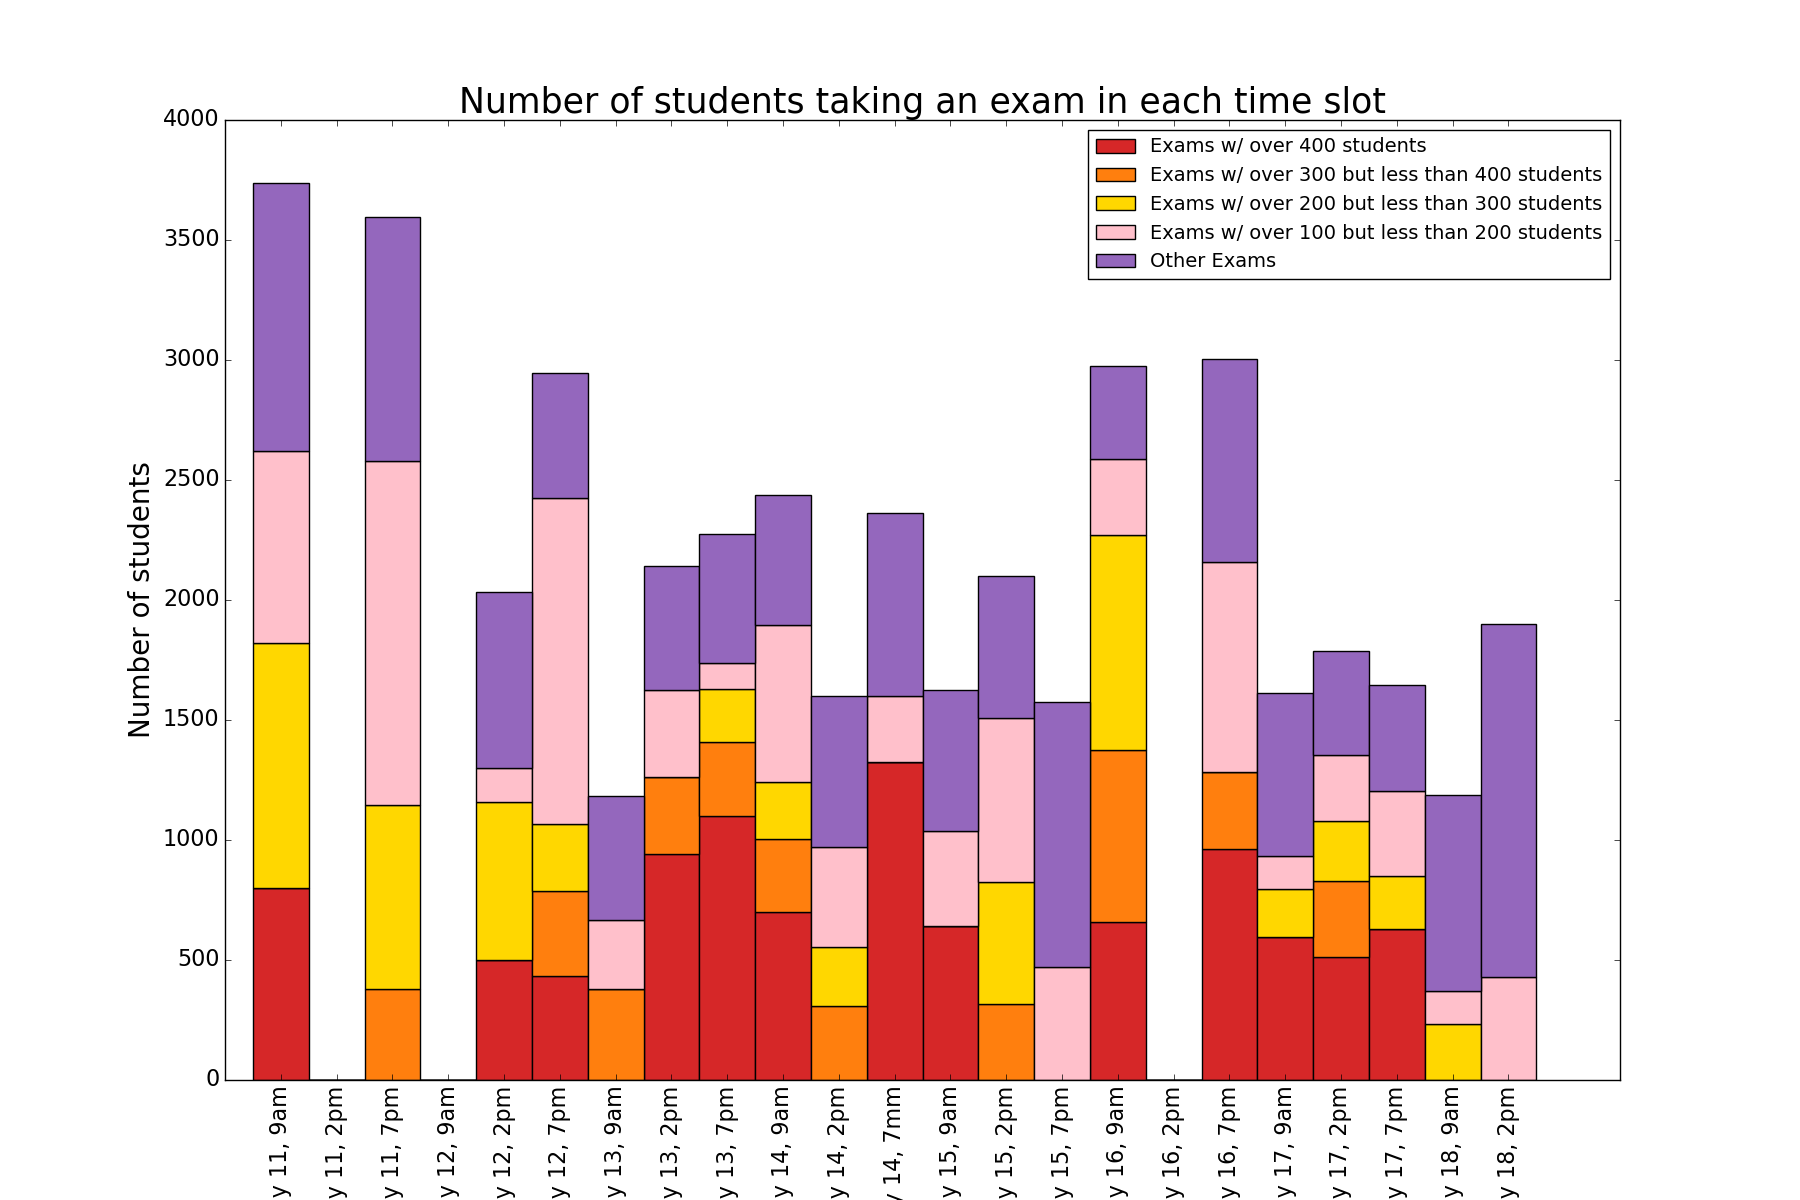 Number of students taking an exam in each time slot
4000
3500
3000
2500
2000
1500
1000
500
0
Number of students
Exams w/ over 400 students
Exams w/ over 300 but less than 400 students
Exams w/ over 200 but less than 300 students
Exams w/ over 100 but less than 200 students
Other Exams
y 11, 9am
y 11, 2pm
y 11, 7pm
y 12, 9am
y 12, 2pm
y 12, 7pm
y 13, 9am
y 13, 2pm
y 13, 7pm
y 14, 9am
y 14, 2pm
y 14, 7mm
y 15, 9am
y 15, 2pm
y 15, 7pm
y 16, 9am
y 16, 2pm
y 16, 7pm
y 17, 9am
y 17, 2pm
y 17, 7pm
y 18, 9am
y 18, 2pm